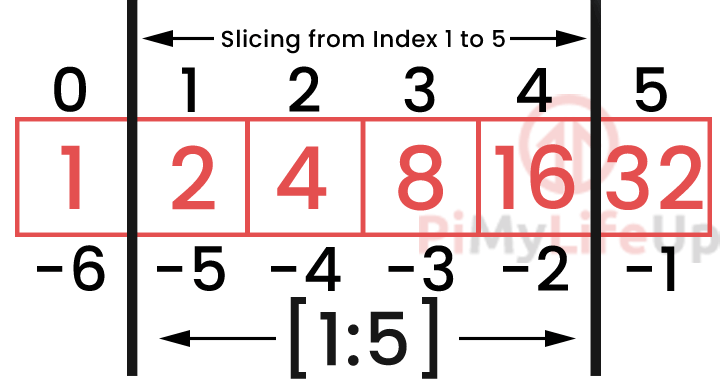 Slicing from Index 1 to 5
0 1 2 3 4 5
1 2 4 8 16 32
PiMyLifeUp
-6 -5 -4 -3 -2 -1
[1:5]